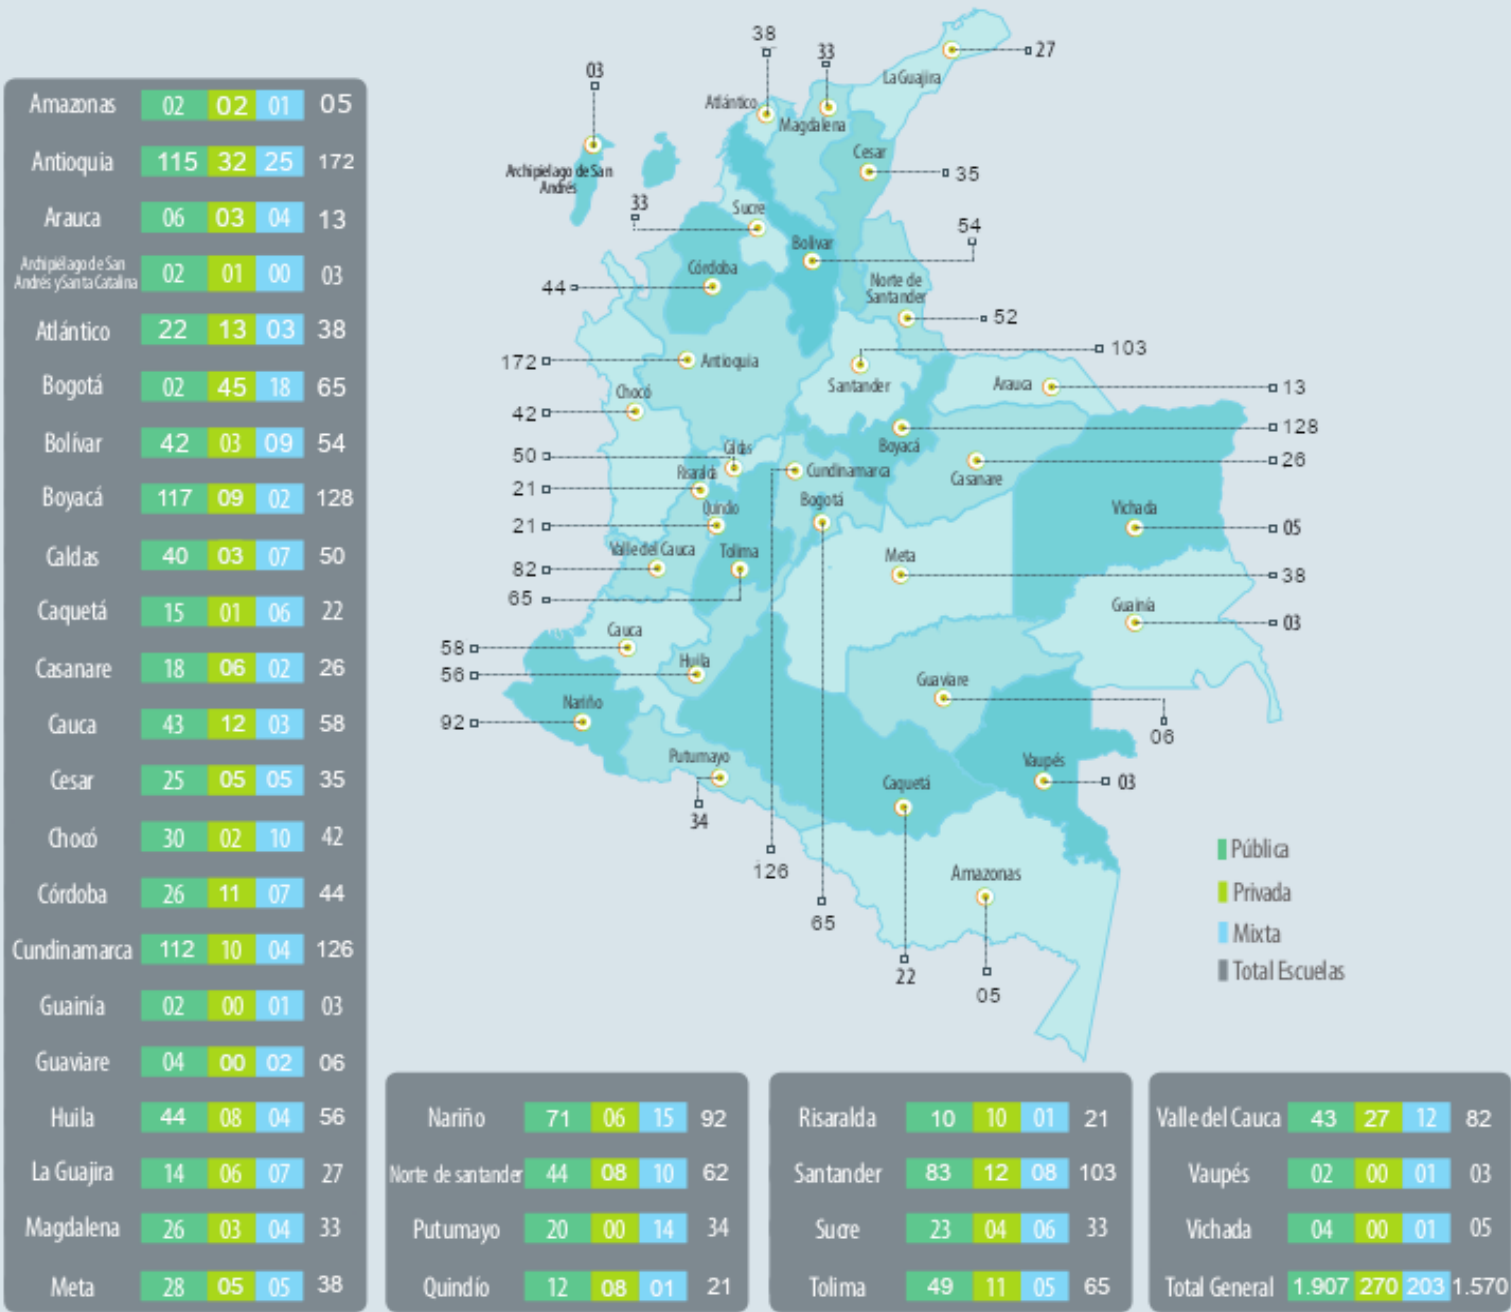 Amazonas 02 02 01 05
Antioquia 115 32 25 172
Arauca 06 03 04 13
Archipiélago de San
Andrés y Santa Catalina 02 01 00 03
Atlántico 22 13 03 38
Bogotá 02 45 18 65
Bolívar 42 03 09 54
Boyacá 117 09 02 128
Caldas 40 03 07 50
Caquetá 15 01 06 22
Casanare 18 06 02 26
Cauca 43 12 03 58
Cesar 25 05 05 35
Chocó 30 02 10 42
Córdoba 26 11 07 44
Cundinamarca 112 10 04 126
Guainía 02 00 01 03
Guaviare 04 00 02 06
Huila 44 08 04 56
La Guajira 14 06 07 27
Magdalena 26 03 04 33
Meta 28 05 05 38
Nariño 71 06 15 92
Norte de santander 44 08 10 62
Putumayo 20 00 14 34
Quindío 12 08 01 21
Risaralda 10 10 01 21
Santander 83 12 08 103
Sucre 23 04 06 33
Tolima 49 11 05 65
Valle del Cauca 43 27 12 82
Vaupés 02 00 01 03
Vichada 04 00 01 05
Total General 1.907 270 203 1.570
38
33
27
03
La Guajira
Atlántico
Magdalena
Cesar
35
Archipielago de San
Andrés
33
Sucre
54
Bolivar
Córdoba
44
Norte de
Santander
52
103
172
Antioquia
Santander
Arauca
13
Chocó
42
128
Boyacá
Caldas
50
26
Cundinamarca
Casanare
Risaralda
21
Bogotá
Quindio
Vichada
21
05
Valle del Cauca
Tolima
Meta
82
38
65
Guainía
03
Cauca
58
Huila
56
Guaviare
Nariño
92
06
Putumayo
Vaupés
03
Caquetá
34
126
Amazonas
65
22
05
Pública
Privada
Mixta
Total Escuelas